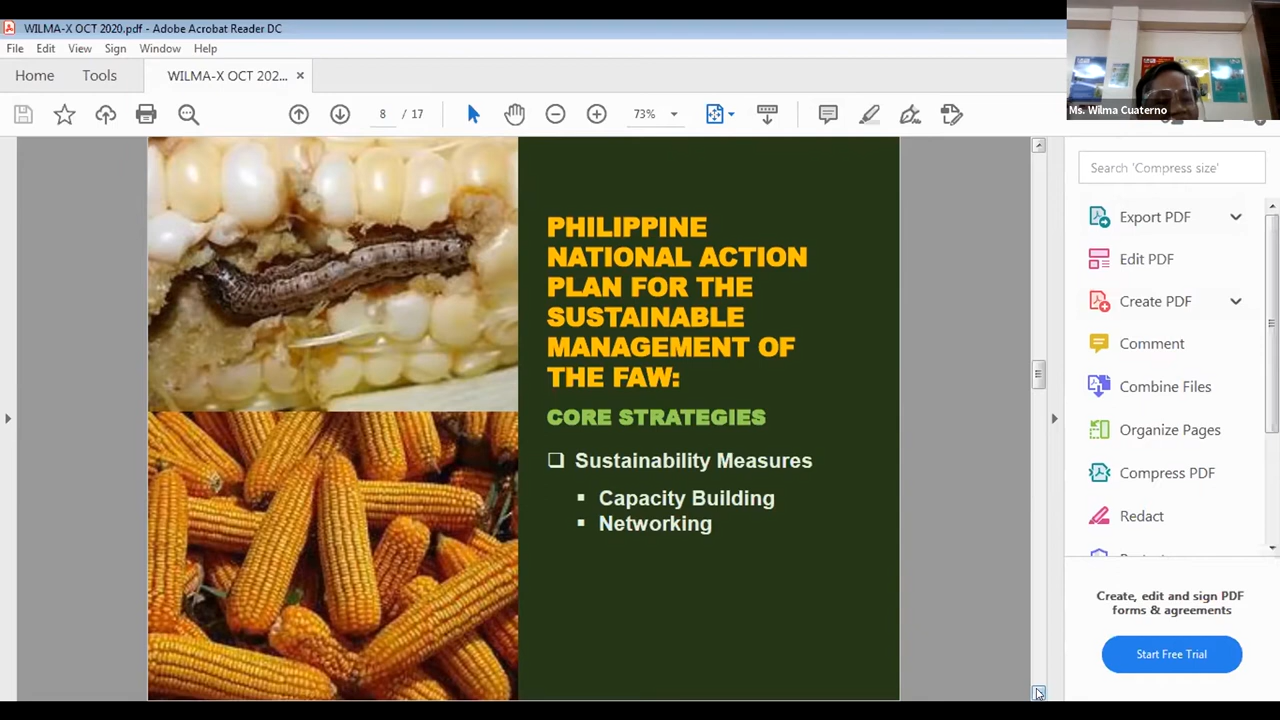 WILMA-X OCT 2020.pdf - Adobe Acrobat Reader DC
File Edit View Sign Window Help
Home Tools WILMA-X OCT 202... ×
/ 17 73%
Ms. Wilma Cuaterno
PHILIPPINE
NATIONAL ACTION
PLAN FOR THE
SUSTAINABLE
MANAGEMENT OF
THE FAW:
CORE STRATEGIES
❑ Sustainability Measures
▪ Capacity Building
▪ Networking
Search 'Compress size'
Export PDF
Edit PDF
Create PDF
Comment
Combine Files
Organize Pages
Compress PDF
Redact
Create, edit and sign PDF
forms & agreements
Start Free Trial